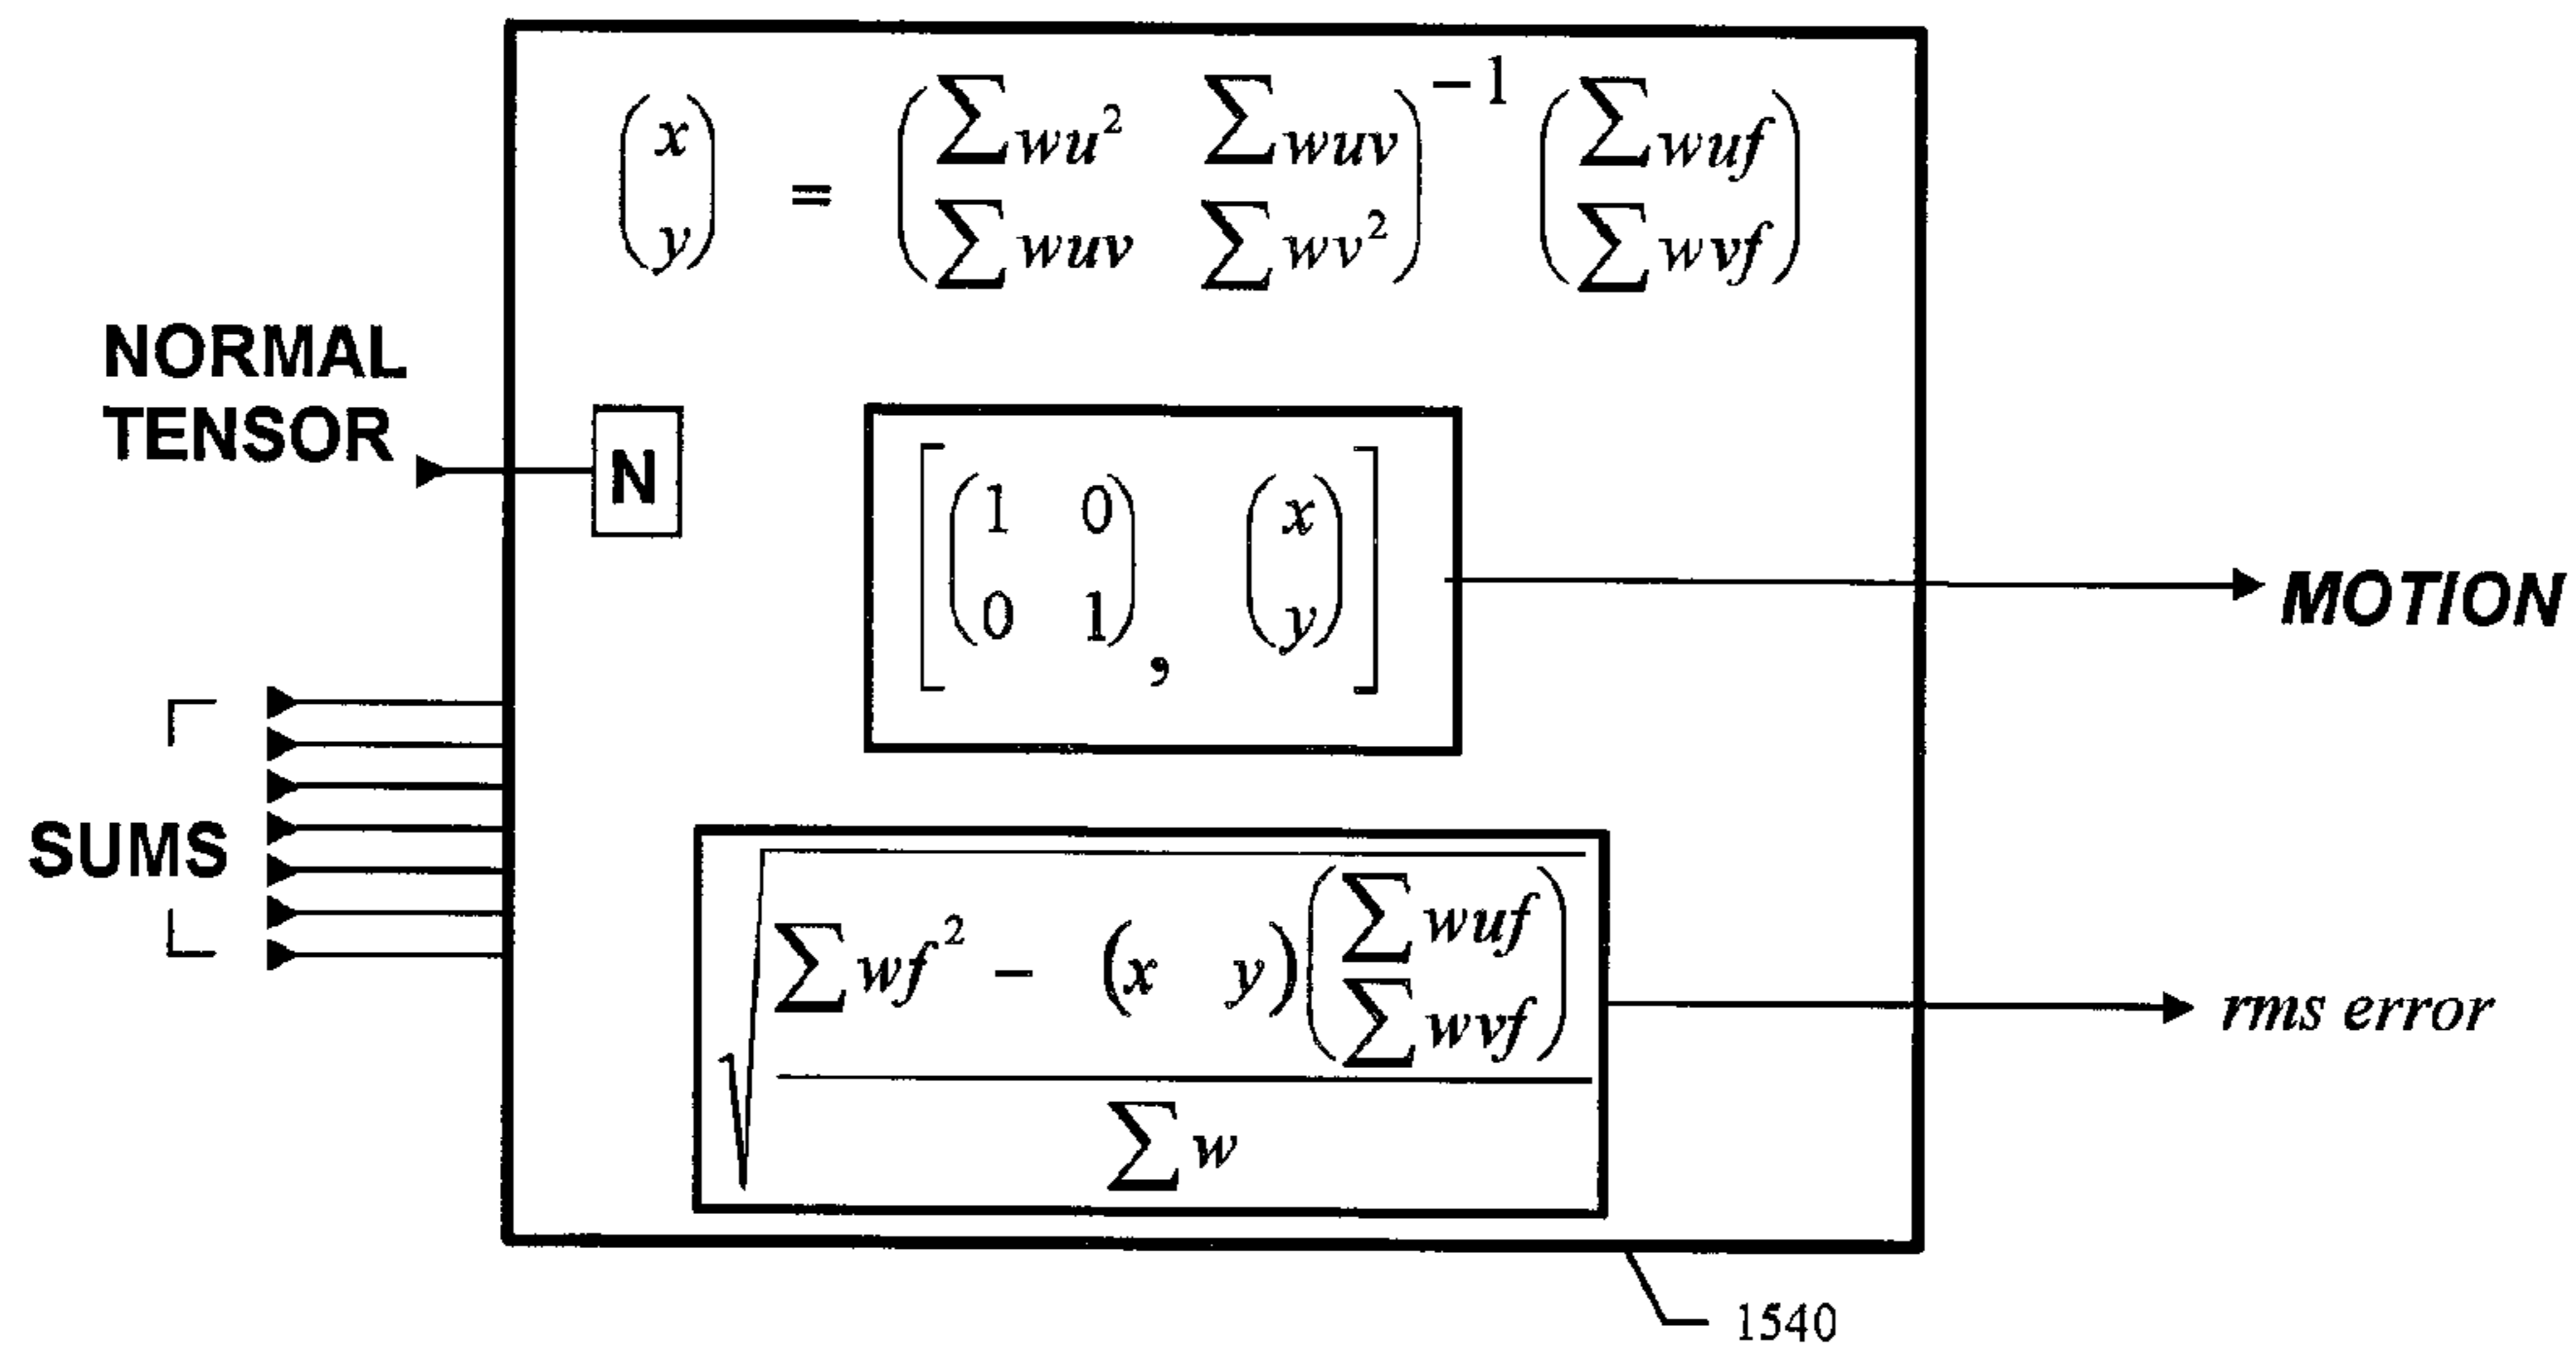 (x y) = (∑wu² ∑wuv ∑wuv ∑wv²)⁻¹ (∑wuf ∑wvf)
NORMAL
TENSOR
N
[(1 0 0 1), (x y)]
MOTION
SUMS
√((∑wf² − (x y)(∑wuf ∑wvf)) / ∑w)
rms error
1540